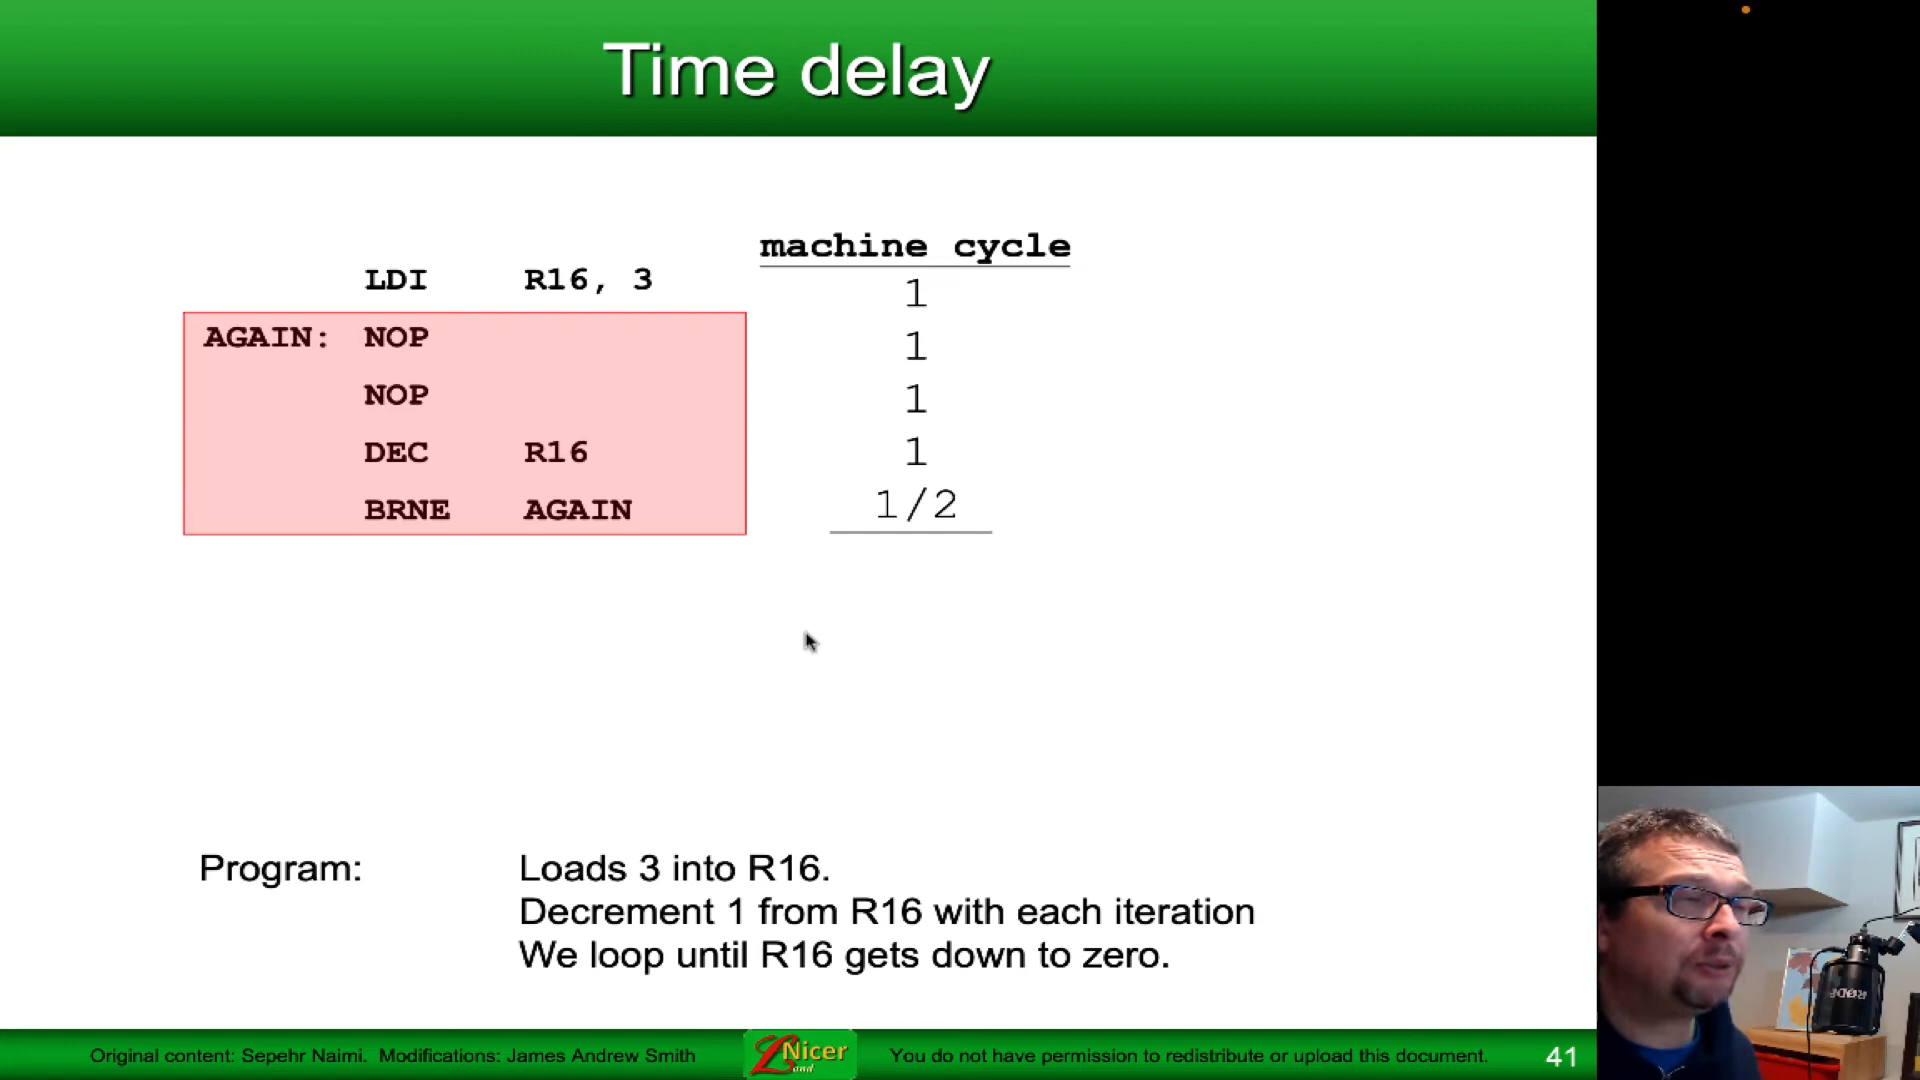 Time delay
machine cycle
LDI R16, 3 1
AGAIN: NOP 1
NOP 1
DEC R16 1
BRNE AGAIN 1/2
Program: Loads 3 into R16.
Decrement 1 from R16 with each iteration
We loop until R16 gets down to zero.
Original content: Sepehr Naimi. Modifications: James Andrew Smith
Nicer
Land
You do not have permission to redistribute or upload this document.
41
RØDE